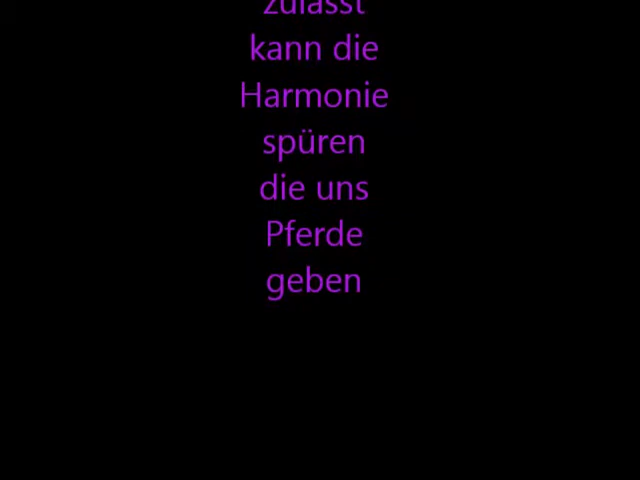 zulässt
kann die
Harmonie
spüren
die uns
Pferde
geben